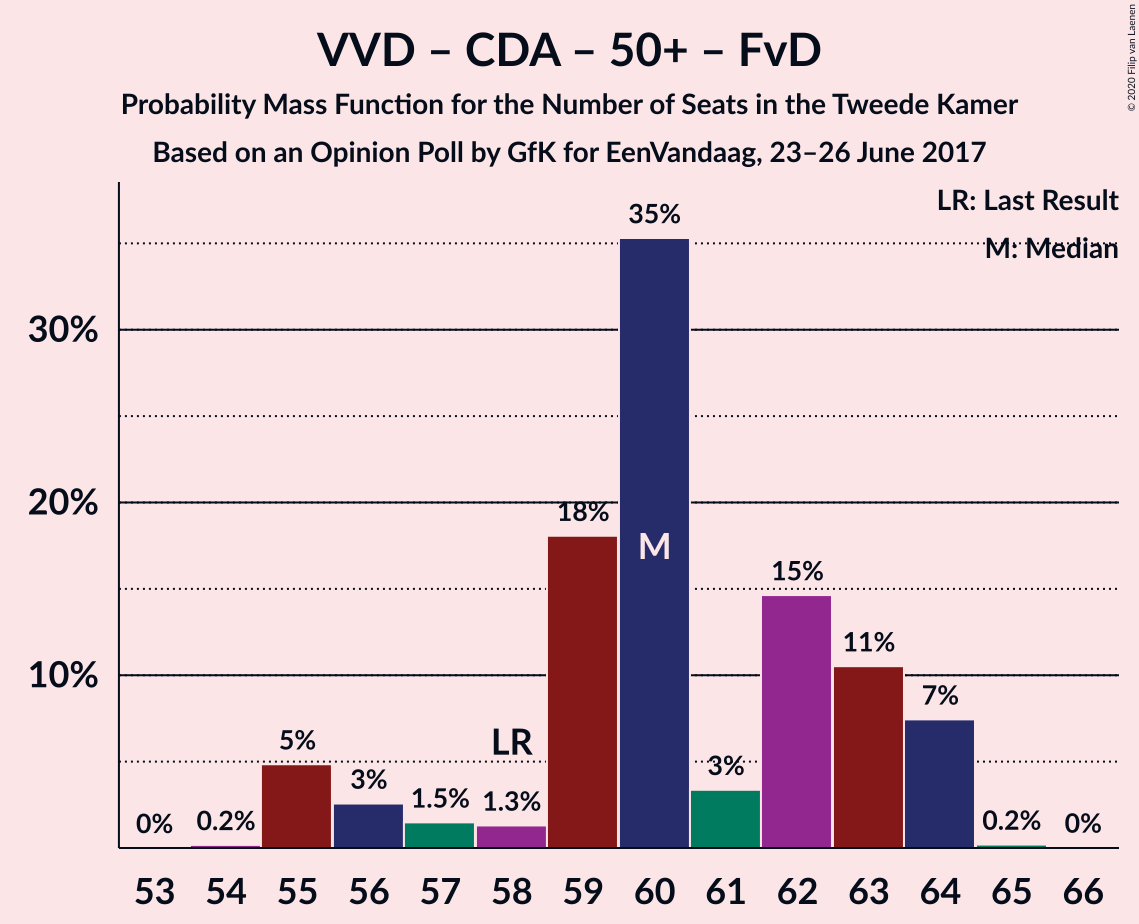 VVD – CDA – 50+ – FvD
Probability Mass Function for the Number of Seats in the Tweede Kamer
Based on an Opinion Poll by GfK for EenVandaag, 23–26 June 2017
© 2020 Filip van Laenen
LR: Last Result
M: Median
30%
20%
10%
0%
0.2%
5%
3%
1.5%
1.3%
LR
18%
35%
M
3%
15%
11%
7%
0.2%
0%
53 54 55 56 57 58 59 60 61 62 63 64 65 66